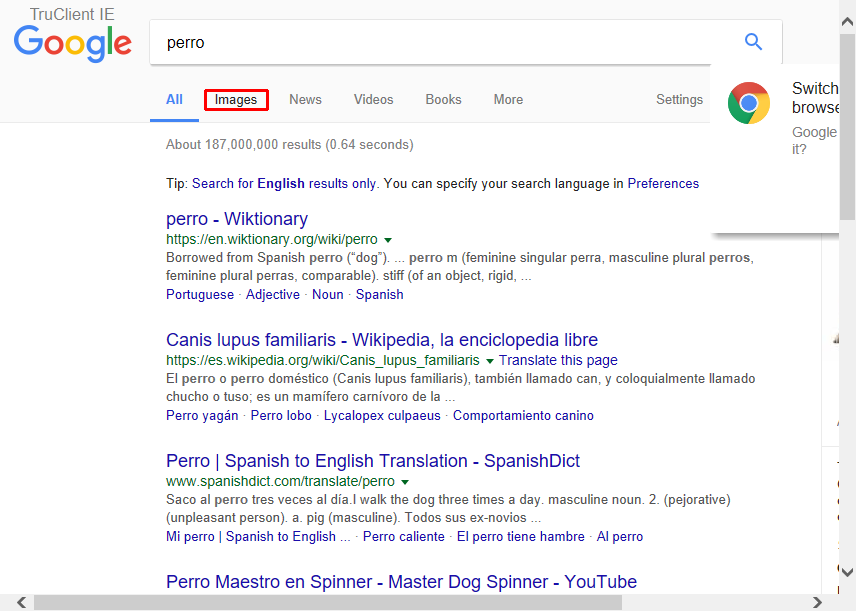 TruClient IE
Google
perro
All Images News Videos Books More Settings
Switch
browse
Google
it?
About 187,000,000 results (0.64 seconds)
Tip: Search for English results only. You can specify your search language in Preferences
perro - Wiktionary
https://en.wiktionary.org/wiki/perro
Borrowed from Spanish perro (“dog”). ... perro m (feminine singular perra, masculine plural perros,
feminine plural perras, comparable). stiff (of an object, rigid, ...
Portuguese · Adjective · Noun · Spanish
Canis lupus familiaris - Wikipedia, la enciclopedia libre
https://es.wikipedia.org/wiki/Canis_lupus_familiaris Translate this page
El perro o perro doméstico (Canis lupus familiaris), también llamado can, y coloquialmente llamado
chucho o tuso; es un mamífero carnívoro de la ...
Perro yagán · Perro lobo · Lycalopex culpaeus · Comportamiento canino
Perro | Spanish to English Translation - SpanishDict
www.spanishdict.com/translate/perro
Saco al perro tres veces al día.I walk the dog three times a day. masculine noun. 2. (pejorative)
(unpleasant person). a. pig (masculine). Todos sus ex-novios ...
Mi perro | Spanish to English ... · Perro caliente · El perro tiene hambre · Al perro
Perro Maestro en Spinner - Master Dog Spinner - YouTube